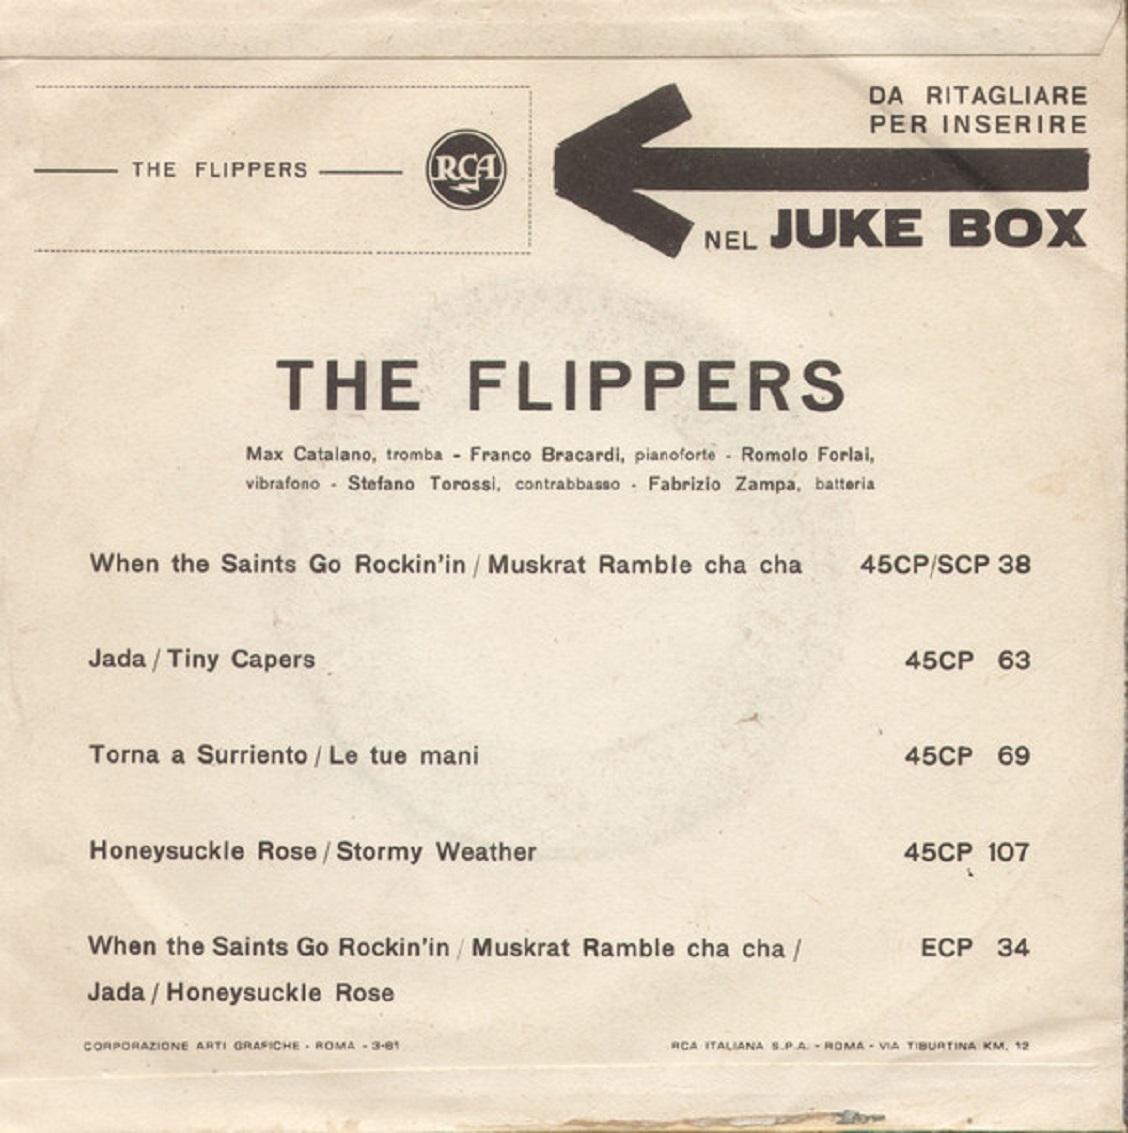 DA RITAGLIARE
PER INSERIRE
THE FLIPPERS
RCA
NEL JUKE BOX
THE FLIPPERS
Max Catalano, tromba - Franco Bracardi, pianoforte - Romolo Forlai,
vibrafono - Stefano Torossi, contrabbasso - Fabrizio Zampa, batteria
When the Saints Go Rockin'in / Muskrat Ramble cha cha 45CP/SCP 38
Jada / Tiny Capers 45CP 63
Torna a Surriento / Le tue mani 45CP 69
Honeysuckle Rose / Stormy Weather 45CP 107
When the Saints Go Rockin'in / Muskrat Ramble cha cha / ECP 34
Jada / Honeysuckle Rose
CORPORAZIONE ARTI GRAFICHE - ROMA - 3-61 RCA ITALIANA S.P.A. - ROMA - VIA TIBURTINA KM. 12